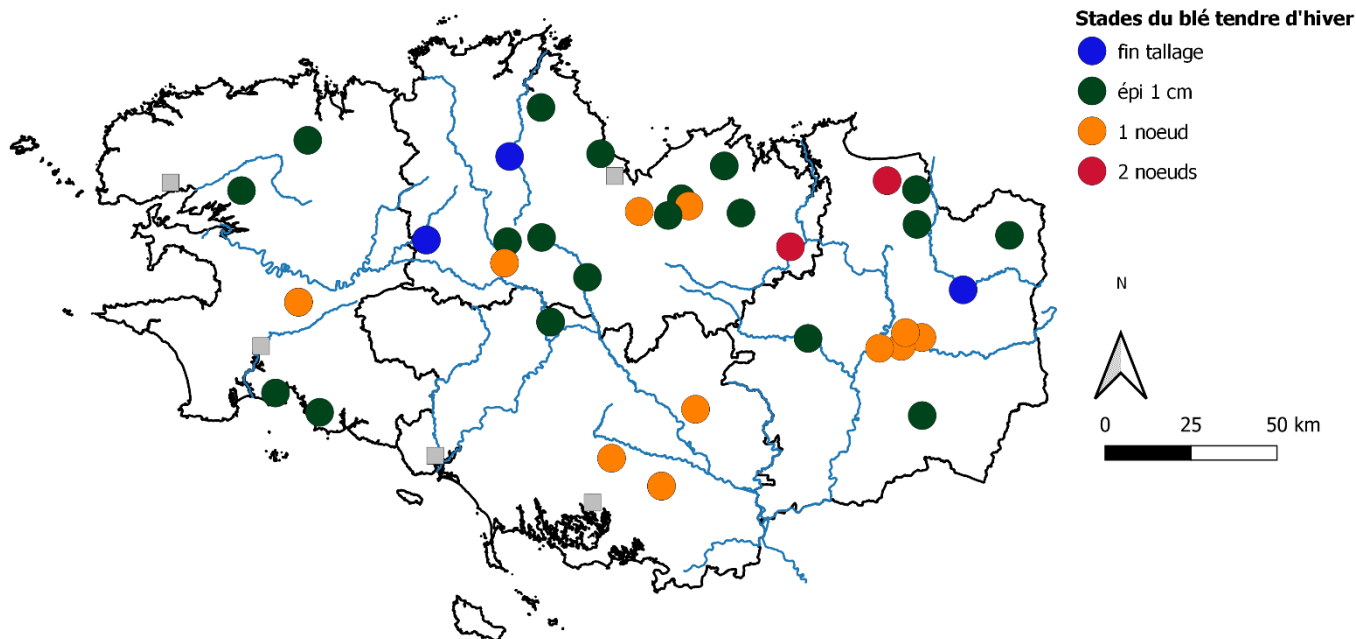 Stades du blé tendre d'hiver
fin tallage
épi 1 cm
1 noeud
2 noeuds
N
0 25 50 km